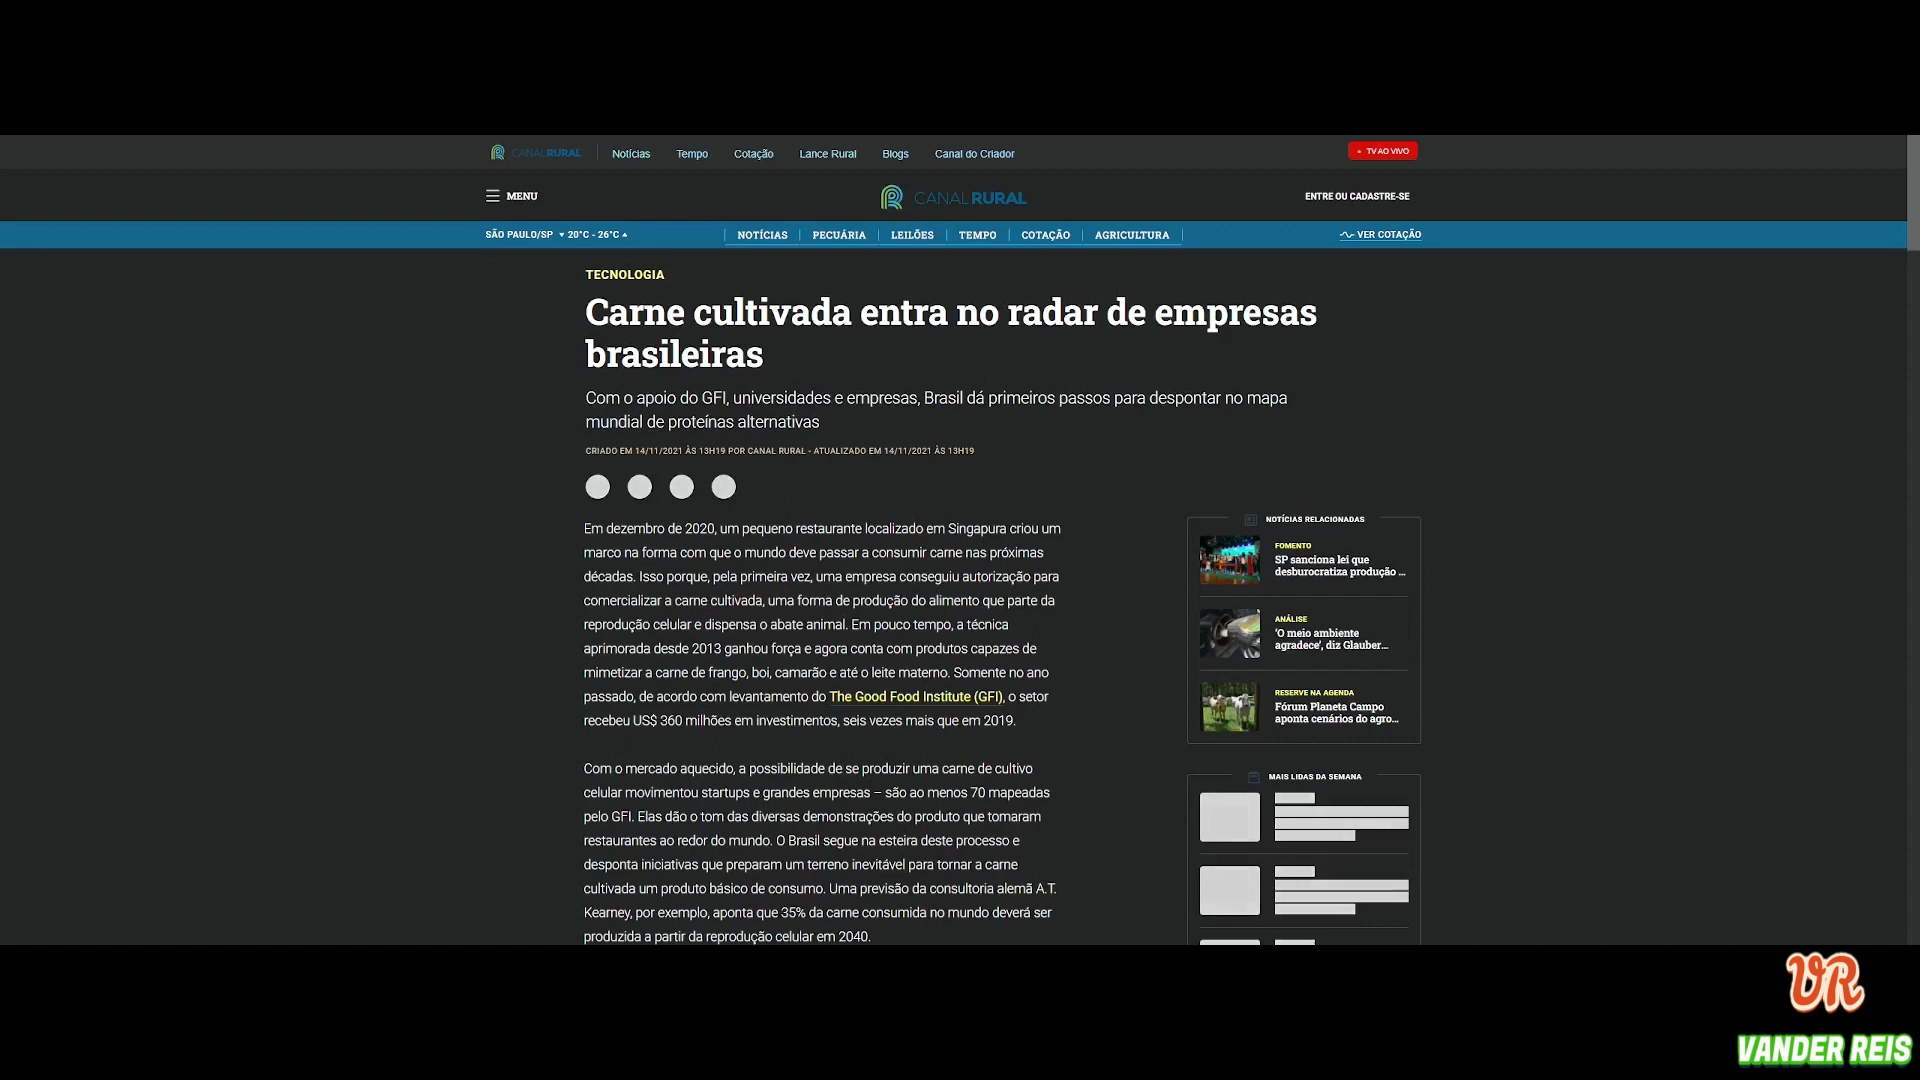 CANAL RURAL
Notícias
Tempo
Cotação
Lance Rural
Blogs
Canal do Criador
TV AO VIVO
MENU
CANAL RURAL
ENTRE OU CADASTRE-SE
SÃO PAULO/SP ▼ 20°C - 26°C ▲
NOTÍCIAS
PECUÁRIA
LEILÕES
TEMPO
COTAÇÃO
AGRICULTURA
VER COTAÇÃO
TECNOLOGIA
Carne cultivada entra no radar de empresas
brasileiras
Com o apoio do GFI, universidades e empresas, Brasil dá primeiros passos para despontar no mapa
mundial de proteínas alternativas
CRIADO EM 14/11/2021 ÀS 13H19 POR CANAL RURAL - ATUALIZADO EM 14/11/2021 ÀS 13H19
Em dezembro de 2020, um pequeno restaurante localizado em Singapura criou um
marco na forma com que o mundo deve passar a consumir carne nas próximas
décadas. Isso porque, pela primeira vez, uma empresa conseguiu autorização para
comercializar a carne cultivada, uma forma de produção do alimento que parte da
reprodução celular e dispensa o abate animal. Em pouco tempo, a técnica
aprimorada desde 2013 ganhou força e agora conta com produtos capazes de
mimetizar a carne de frango, boi, camarão e até o leite materno. Somente no ano
passado, de acordo com levantamento do The Good Food Institute (GFI), o setor
recebeu US$ 360 milhões em investimentos, seis vezes mais que em 2019.
Com o mercado aquecido, a possibilidade de se produzir uma carne de cultivo
celular movimentou startups e grandes empresas – são ao menos 70 mapeadas
pelo GFI. Elas dão o tom das diversas demonstrações do produto que tomaram
restaurantes ao redor do mundo. O Brasil segue na esteira deste processo e
desponta iniciativas que preparam um terreno inevitável para tornar a carne
cultivada um produto básico de consumo. Uma previsão da consultoria alemã A.T.
Kearney, por exemplo, aponta que 35% da carne consumida no mundo deverá ser
produzida a partir da reprodução celular em 2040.
NOTÍCIAS RELACIONADAS
FOMENTO
SP sanciona lei que
desburocratiza produção ...
ANÁLISE
'O meio ambiente
agradece', diz Glauber...
RESERVE NA AGENDA
Fórum Planeta Campo
aponta cenários do agro...
MAIS LIDAS DA SEMANA
VR
VANDER REIS